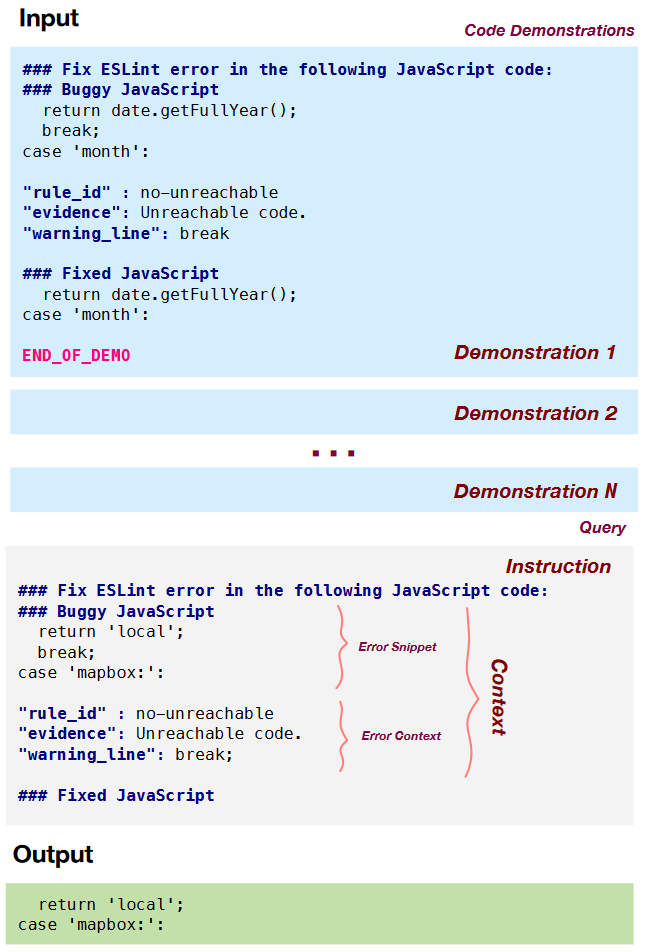 Input
Code Demonstrations
### Fix ESLint error in the following JavaScript code:
### Buggy JavaScript
  return date.getFullYear();
  break;
case 'month':
"rule_id" : no-unreachable
"evidence": Unreachable code.
"warning_line": break
### Fixed JavaScript
  return date.getFullYear();
case 'month':
END_OF_DEMO
Demonstration 1
Demonstration 2
...
Demonstration N
Query
Instruction
### Fix ESLint error in the following JavaScript code:
### Buggy JavaScript
  return 'local';
  break;
case 'mapbox:':
Error Snippet
Context
"rule_id" : no-unreachable
"evidence": Unreachable code.
"warning_line": break;
Error Context
### Fixed JavaScript
Output
  return 'local';
case 'mapbox:':